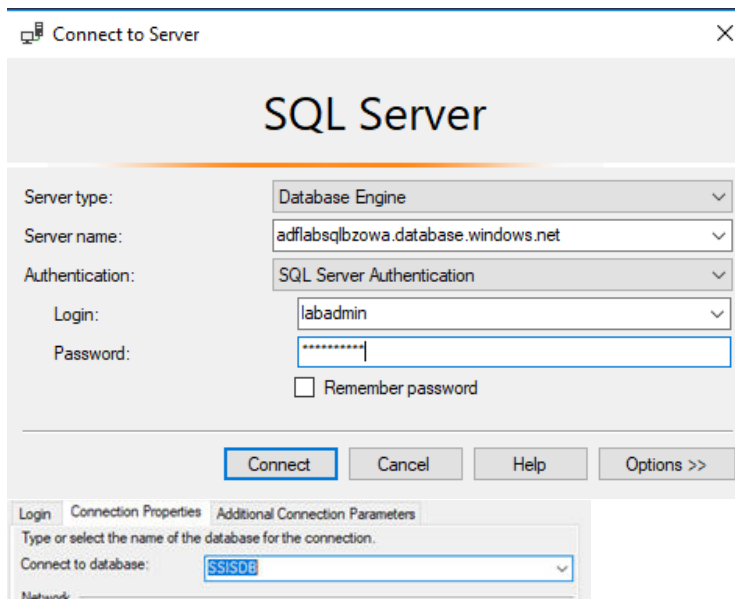 Connect to Server
SQL Server
Server type: Database Engine
Server name: adflabsqlbzowa.database.windows.net
Authentication: SQL Server Authentication
Login: labadmin
Password: **********
Remember password
Connect Cancel Help Options >>
Login Connection Properties Additional Connection Parameters
Type or select the name of the database for the connection.
Connect to database: SSISDB
Network